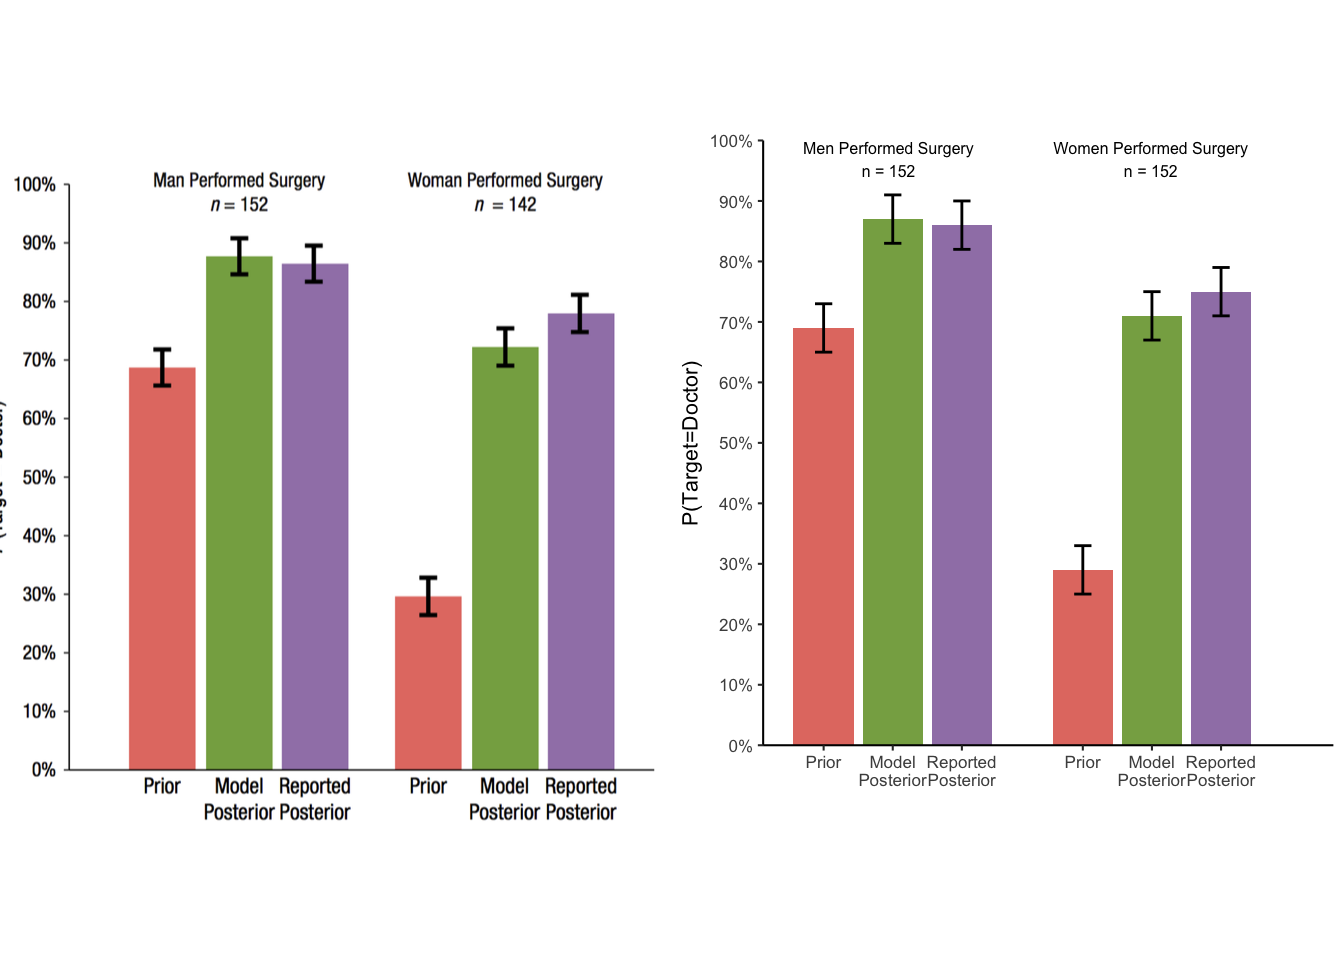 Man Performed Surgery
n = 152
Woman Performed Surgery
n = 142
100%
90%
80%
70%
60%
50%
40%
30%
20%
10%
0%
Prior
Model
Posterior
Reported
Posterior
Prior
Model
Posterior
Reported
Posterior
Men Performed Surgery
n = 152
Women Performed Surgery
n = 152
P(Target=Doctor)
100%
90%
80%
70%
60%
50%
40%
30%
20%
10%
0%
Prior
Model
Posterior
Reported
Posterior
Prior
Model
Posterior
Reported
Posterior